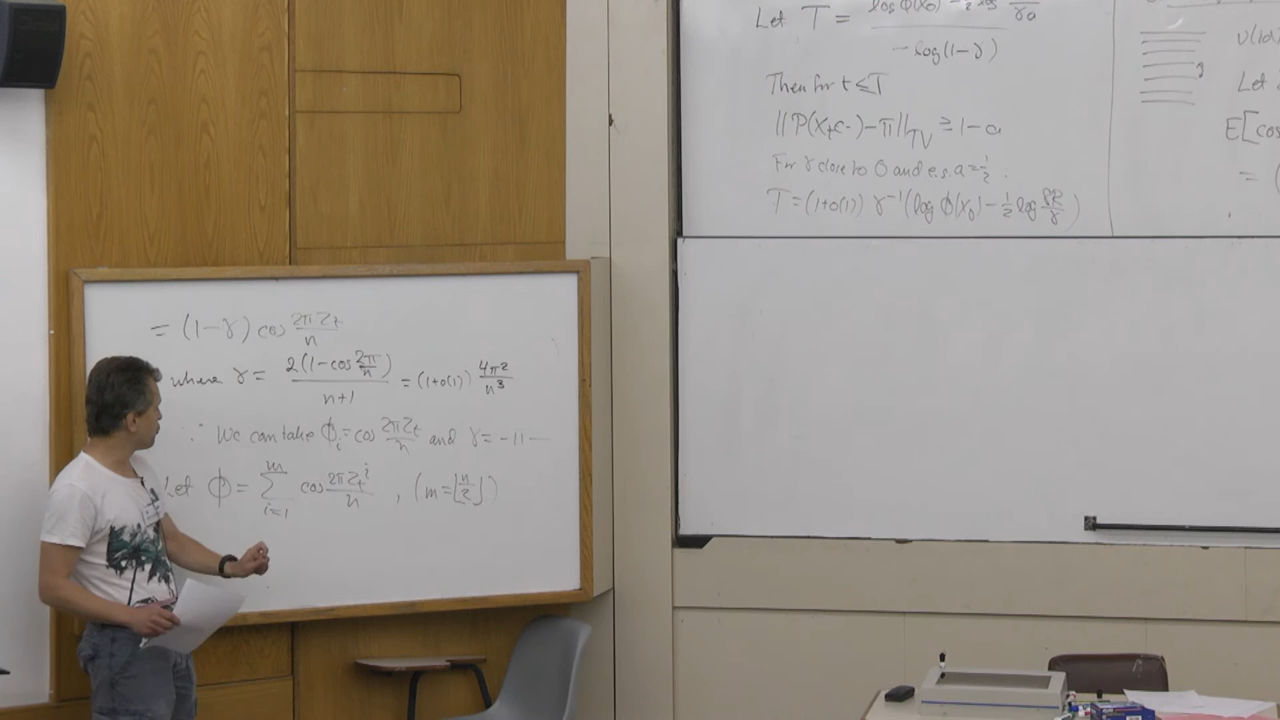 = (1-γ) cos 2πZ_t/n
where γ = 2(1-cos 2π/n)/(n+1) = (1+o(1)) 4π²/n³
∴ We can take ϕ_i = cos 2πZ_t/n and γ = -11-
Let ϕ = Σ_{i=1}^{m} cos 2πZ_t^i/n , (m=⌊n/2⌋)
Let T =
-log(1-γ)
Then for t ≤ T
||P(X_t ∈ ·) - π||_TV ≥ 1-a
For γ close to 0 and e.g. a = 1/2 .
T = (1+o(1)) γ⁻¹(log ϕ(X_0) - 1/2 log R/γ)
Let
E[cos
= (